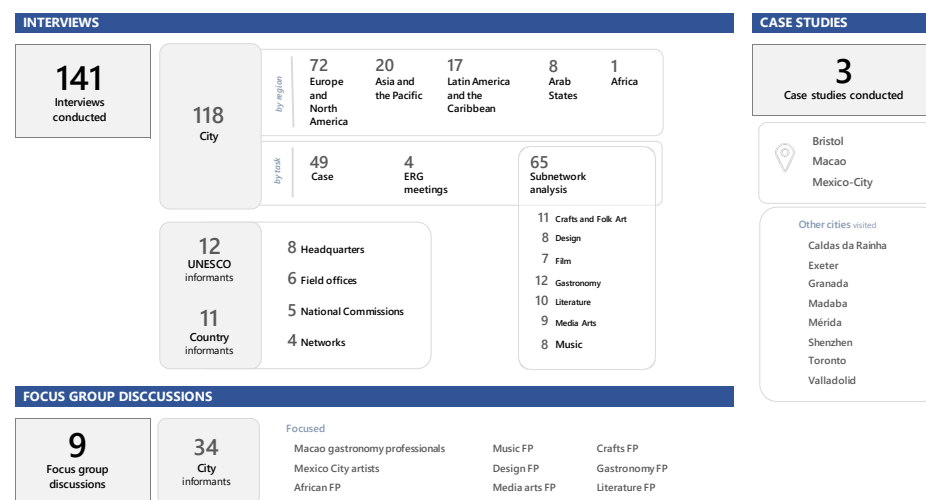 INTERVIEWS
141
Interviews
conducted
118
City
by region
72
Europe
and
North
America
20
Asia and
the Pacific
17
Latin America
and the
Caribbean
8
Arab
States
1
Africa
by task
49
Case
4
ERG
meetings
65
Subnetwork
analysis
11 Crafts and Folk Art
8 Design
7 Film
12 Gastronomy
10 Literature
9 Media Arts
8 Music
12
UNESCO
informants
11
Country
informants
8 Headquarters
6 Field offices
5 National Commissions
4 Networks
CASE STUDIES
3
Case studies conducted
Bristol
Macao
Mexico-City
Other cities visited
Caldas da Rainha
Exeter
Granada
Madaba
Mérida
Shenzhen
Toronto
Valladolid
FOCUS GROUP DISCCUSSIONS
9
Focus group
discussions
34
City
informants
Focused
Macao gastronomy professionals
Mexico City artists
African FP
Music FP
Design FP
Media arts FP
Crafts FP
Gastronomy FP
Literature FP